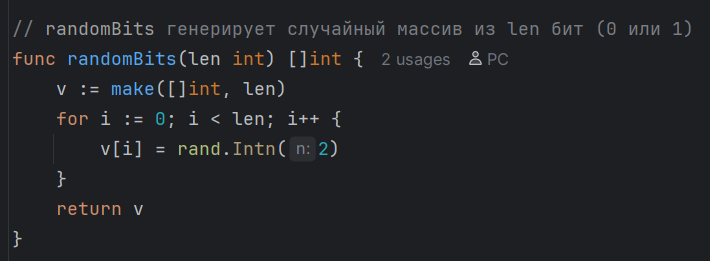 // randomBits генерирует случайный массив из len бит (0 или 1)
func randomBits(len int) []int { 2 usages PC
    v := make([]int, len)
    for i := 0; i < len; i++ {
        v[i] = rand.Intn( n: 2)
    }
    return v
}